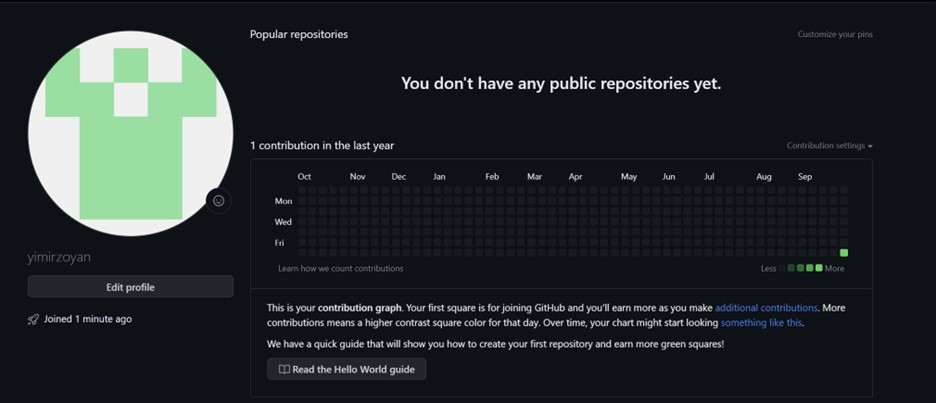 Popular repositories
Customize your pins
You don't have any public repositories yet.
1 contribution in the last year
Contribution settings
Oct Nov Dec Jan Feb Mar Apr May Jun Jul Aug Sep
Mon
Wed
Fri
Learn how we count contributions
Less More
yimirzoyan
Edit profile
Joined 1 minute ago
This is your contribution graph. Your first square is for joining GitHub and you'll earn more as you make additional contributions. More
contributions means a higher contrast square color for that day. Over time, your chart might start looking something like this.
We have a quick guide that will show you how to create your first repository and earn more green squares!
Read the Hello World guide